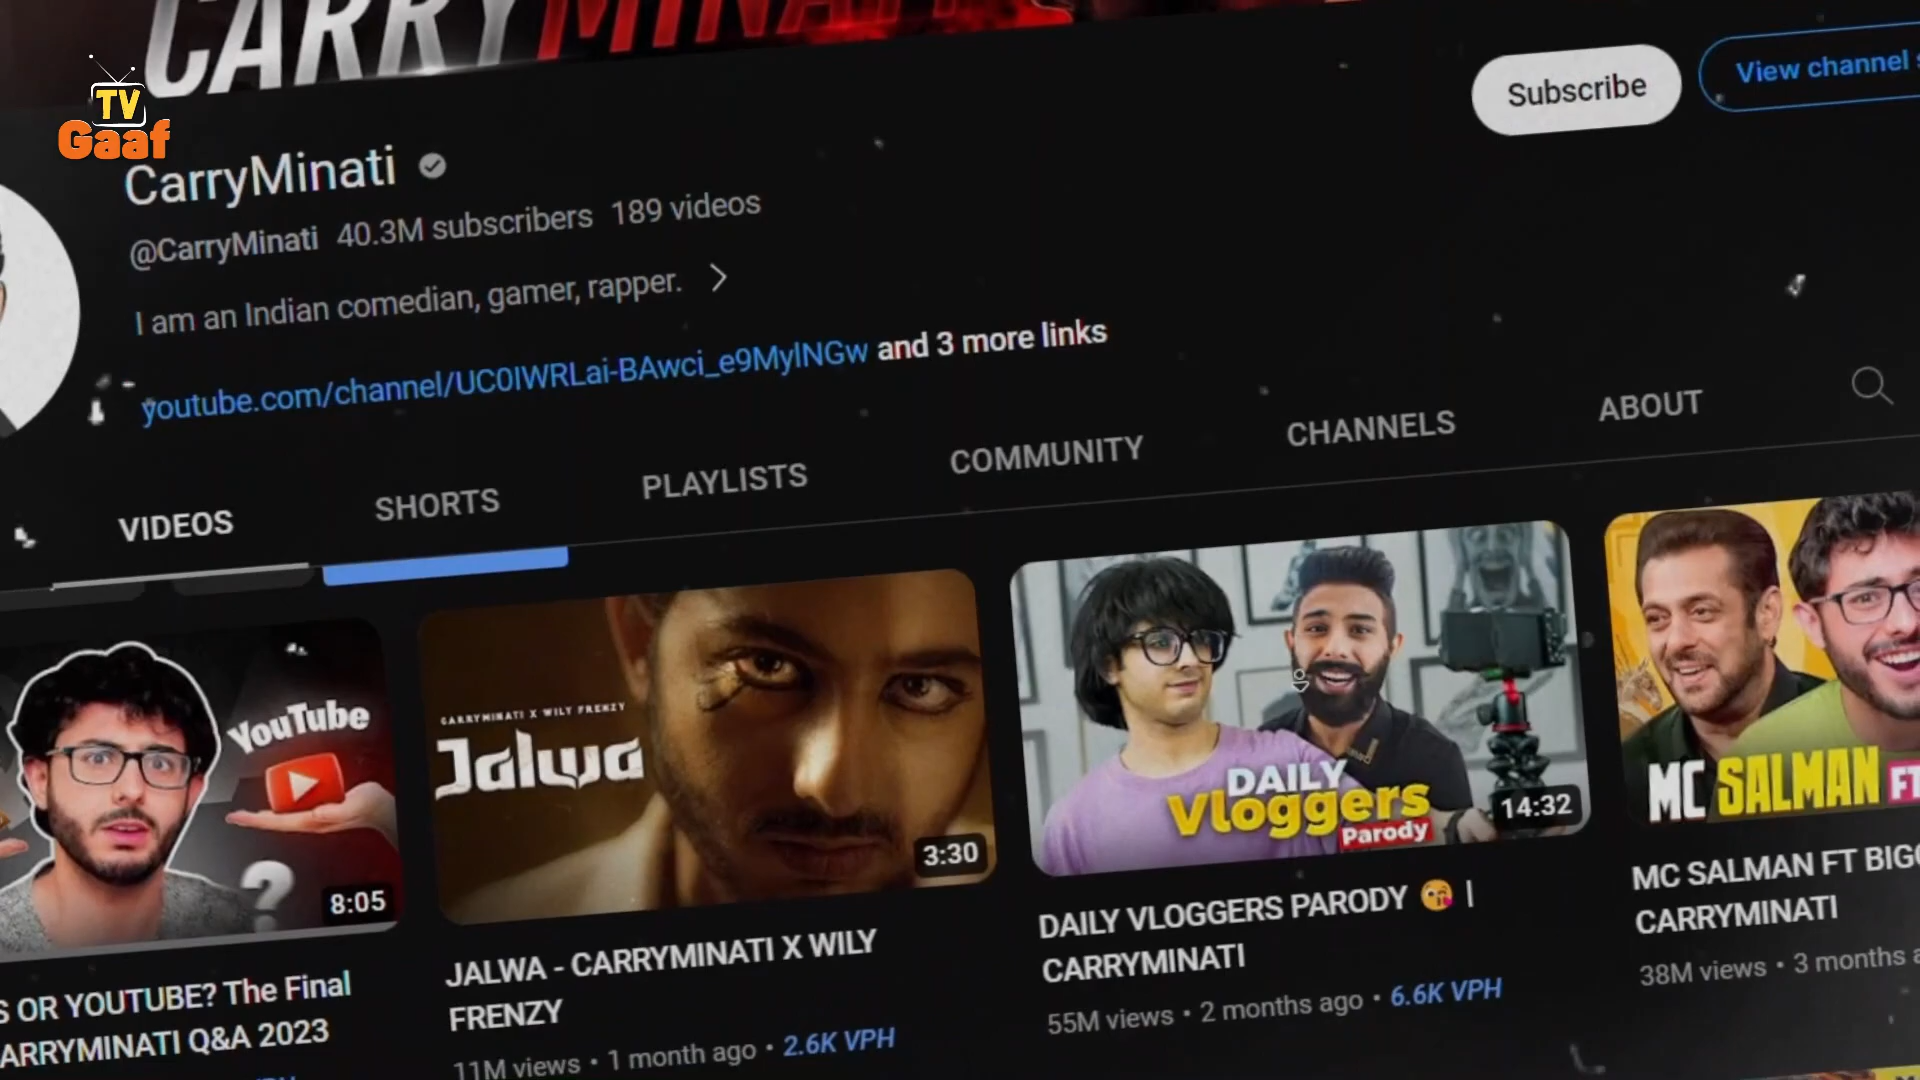 CARRYMINATI
TV
Gaaf
Subscribe
View channel
CarryMinati
@CarryMinati 40.3M subscribers 189 videos
I am an Indian comedian, gamer, rapper.
youtube.com/channel/UC0IWRLai-BAwci_e9MylNGw and 3 more links
VIDEOS
SHORTS
PLAYLISTS
COMMUNITY
CHANNELS
ABOUT
YouTube
?
8:05
CARRYMINATI X WILY FRENZY
Jalwa
3:30
DAILY
Vloggers
Parody
14:32
MC SALMAN FT
S OR YOUTUBE? The Final
ARRYMINATI Q&A 2023
JALWA - CARRYMINATI X WILY
FRENZY
11M views • 1 month ago • 2.6K VPH
DAILY VLOGGERS PARODY 😘 |
CARRYMINATI
55M views • 2 months ago • 6.6K VPH
MC SALMAN FT BIGG
CARRYMINATI
38M views • 3 months a